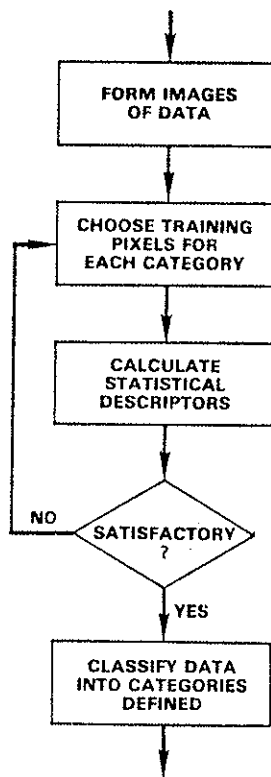 FORM IMAGES
OF DATA
CHOOSE TRAINING
PIXELS FOR
EACH CATEGORY
CALCULATE
STATISTICAL
DESCRIPTORS
SATISFACTORY
?
NO
YES
CLASSIFY DATA
INTO CATEGORIES
DEFINED